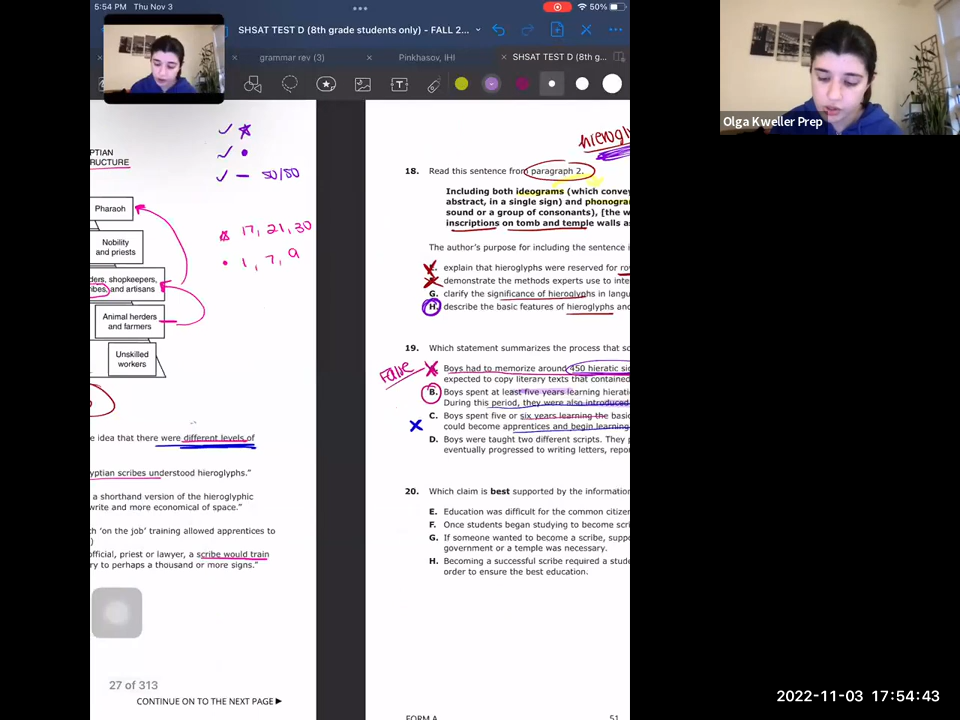 5:54 PM Thu Nov 3
50%
SHSAT TEST D (8th grade students only) - FALL 2...
grammar rev (3)
Pinkhasov, IHI
SHSAT TEST D (8th g...
Olga Kweller Prep
50/50
17, 21, 30
1, 7, 9
PTIAN
RUCTURE
Pharaoh
Nobility
and priests
ders, shopkeepers,
ibes, and artisans
Animal herders
and farmers
Unskilled
workers
e idea that there were different levels of
yptian scribes understood hieroglyphs."
a shorthand version of the hieroglyphic
write and more economical of space."
ch 'on the job' training allowed apprentices to
)
official, priest or lawyer, a scribe would train
ry to perhaps a thousand or more signs."
27 of 313
CONTINUE ON TO THE NEXT PAGE
hierogly
18. Read this sentence from paragraph 2.
Including both ideograms (which convey
abstract, in a single sign) and phonogram
sound or a group of consonants), [the w
inscriptions on tomb and temple walls a
The author's purpose for including the sentence i
explain that hieroglyphs were reserved for roy
demonstrate the methods experts use to inte
G. clarify the significance of hieroglyphs in langu
H. describe the basic features of hieroglyphs and
19. Which statement summarizes the process that sc
False
Boys had to memorize around 450 hieratic sig
expected to copy literary texts that contained
B. Boys spent at least five years learning hierati
During this period, they were also introduced
C. Boys spent five or six years learning the basic
could become apprentices and begin learning
D. Boys were taught two different scripts. They p
eventually progressed to writing letters, repor
20. Which claim is best supported by the information
E. Education was difficult for the common citizen
F. Once students began studying to become scri
G. If someone wanted to become a scribe, supp
government or a temple was necessary.
H. Becoming a successful scribe required a stude
order to ensure the best education.
FORM A
51
2022-11-03 17:54:43